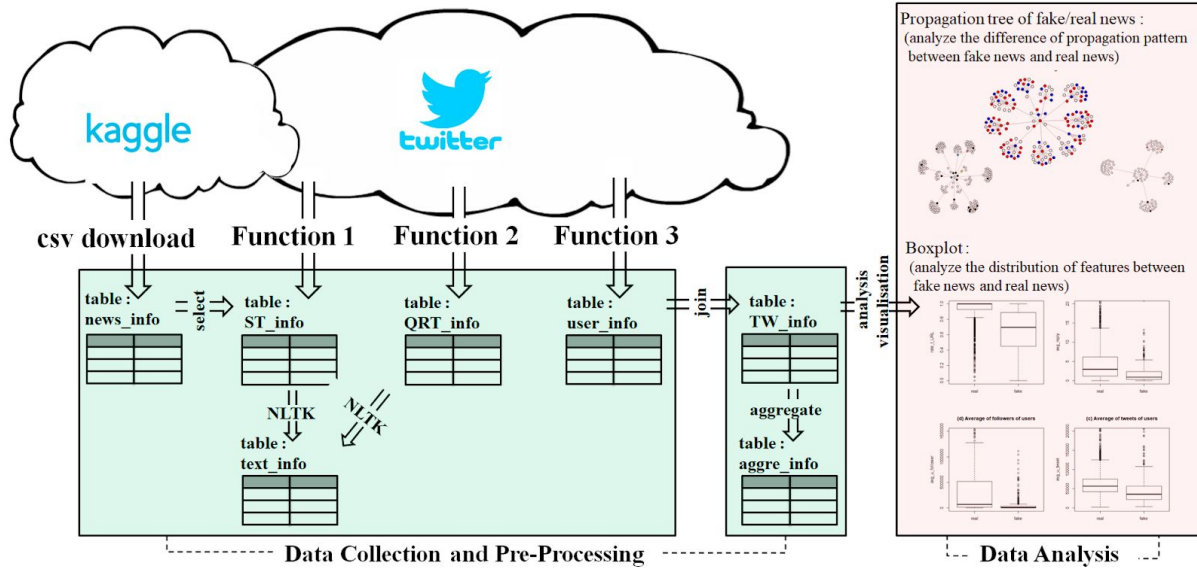 kaggle
twitter
csv download
Function 1
Function 2
Function 3
table :
news_info
select
table :
ST_info
table :
QRT_info
table :
user_info
join
table :
TW_info
analysis
visualisation
NLTK
NLTK
aggregate
table :
text_info
table :
aggre_info
Data Collection and Pre-Processing
Propagation tree of fake/real news :
(analyze the difference of propagation pattern
between fake news and real news)
Boxplot :
(analyze the distribution of features between
fake news and real news)
real
fake
real
fake
(d) Average of followers of users
(c) Average of tweets of users
real
fake
real
fake
Data Analysis